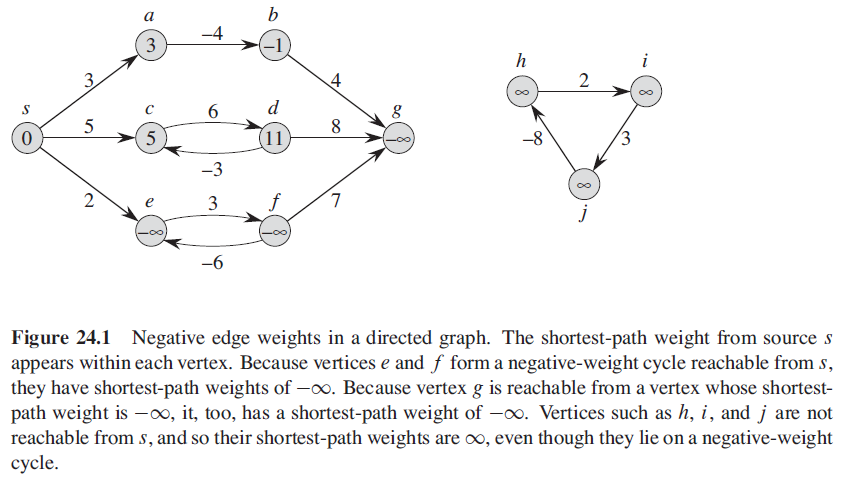 a
b
3
−4
−1
3
4
h
i
∞
2
∞
s
0
5
c
5
6
d
11
8
g
−∞
−3
−8
3
∞
j
2
e
−∞
3
f
−∞
7
−6
Figure 24.1 Negative edge weights in a directed graph. The shortest-path weight from source s
appears within each vertex. Because vertices e and f form a negative-weight cycle reachable from s,
they have shortest-path weights of −∞. Because vertex g is reachable from a vertex whose shortest-
path weight is −∞, it, too, has a shortest-path weight of −∞. Vertices such as h, i, and j are not
reachable from s, and so their shortest-path weights are ∞, even though they lie on a negative-weight
cycle.